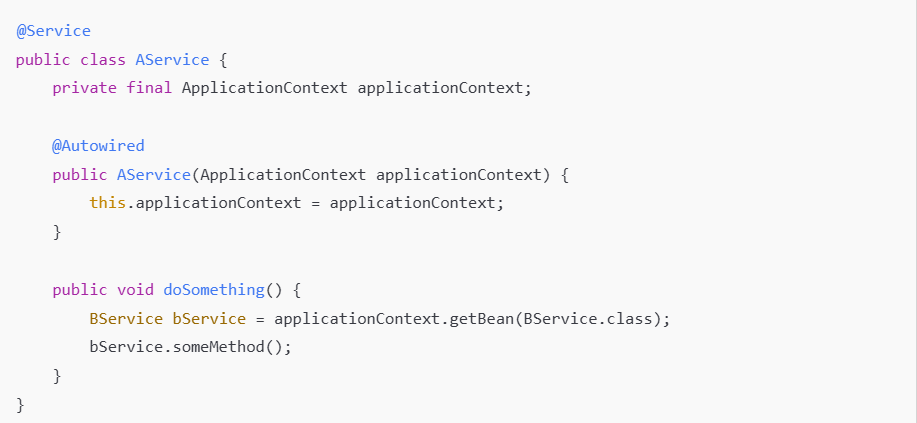 @Service
public class AService {
    private final ApplicationContext applicationContext;

    @Autowired
    public AService(ApplicationContext applicationContext) {
        this.applicationContext = applicationContext;
    }

    public void doSomething() {
        BService bService = applicationContext.getBean(BService.class);
        bService.someMethod();
    }
}